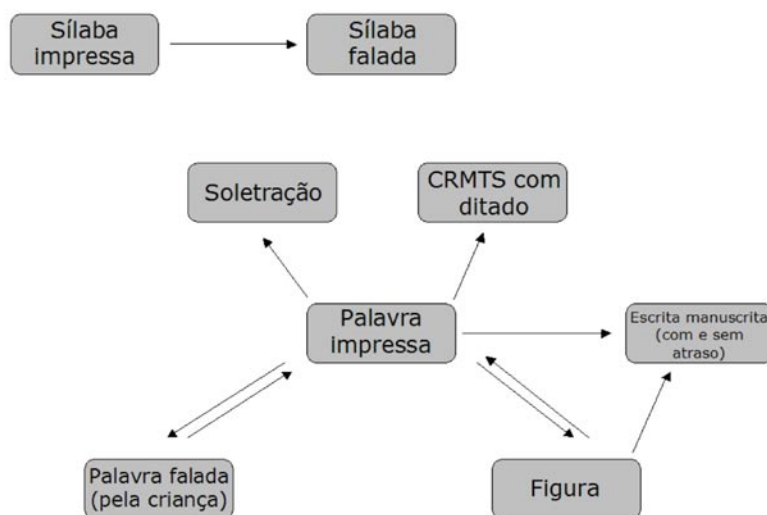 Sílaba
impressa
Sílaba
falada
Soletração
CRMTS com
ditado
Palavra
impressa
Escrita manuscrita
(com e sem
atraso)
Palavra falada
(pela criança)
Figura